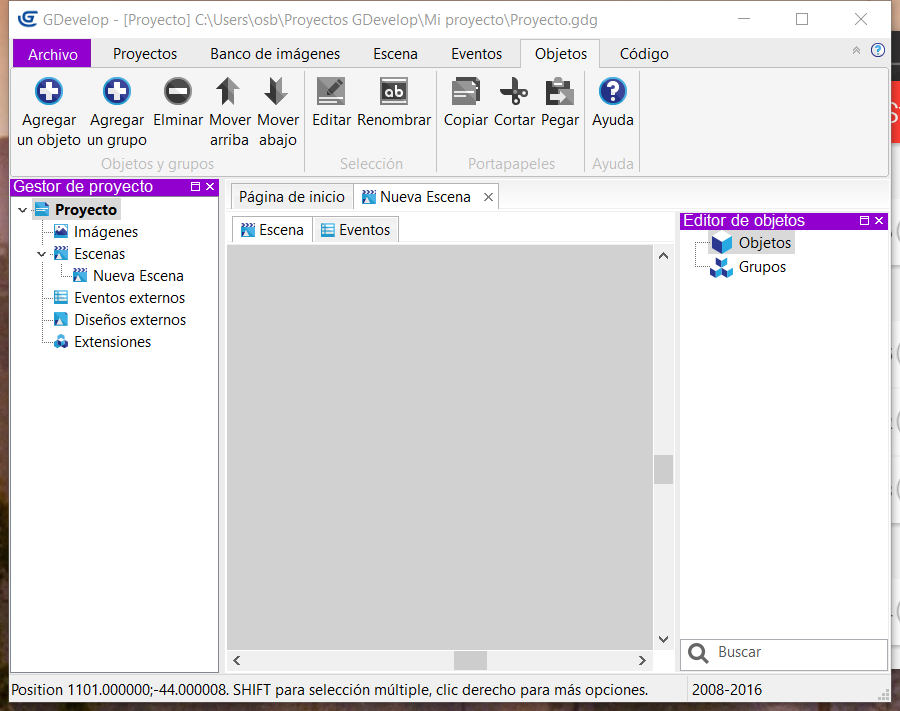 GDevelop - [Proyecto] C:\Users\osb\Proyectos GDevelop\Mi proyecto\Proyecto.gdg
Archivo Proyectos Banco de imágenes Escena Eventos Objetos Código
Agregar un objeto
Agregar un grupo
Elminar
Mover arriba
Mover abajo
Editar
Renombrar
Copiar
Cortar
Pegar
Ayuda
Objetos y grupos Selección Portapapeles Ayuda
Gestor de proyecto
Proyecto
Imágenes
Escenas
Nueva Escena
Eventos externos
Diseños externos
Extensiones
Página de inicio Nueva Escena
Escena Eventos
Editor de objetos
Objetos
Grupos
Buscar
Position 1101.000000;-44.000008. SHIFT para selección múltiple, clic derecho para más opciones. 2008-2016